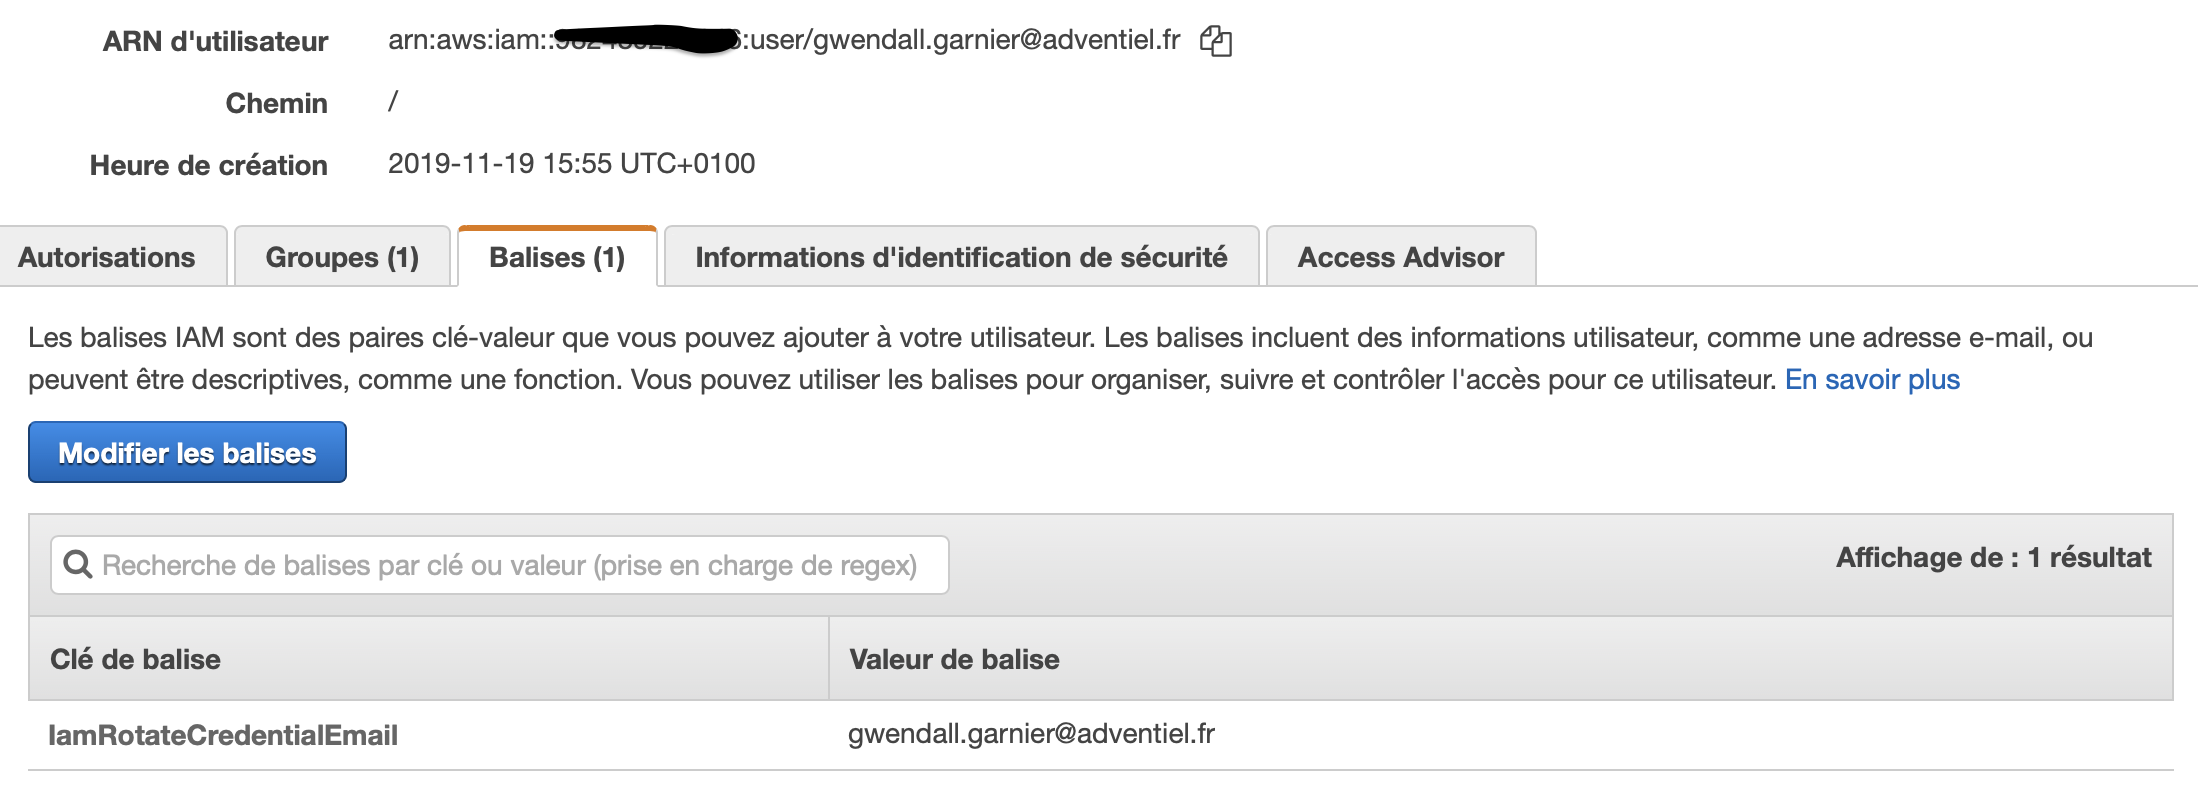 ARN d'utilisateur arn:aws:iam:: :user/gwendall.garnier@adventiel.fr
Chemin /
Heure de création 2019-11-19 15:55 UTC+0100
Autorisations Groupes (1) Balises (1) Informations d'identification de sécurité Access Advisor
Les balises IAM sont des paires clé-valeur que vous pouvez ajouter à votre utilisateur. Les balises incluent des informations utilisateur, comme une adresse e-mail, ou
peuvent être descriptives, comme une fonction. Vous pouvez utiliser les balises pour organiser, suivre et contrôler l'accès pour ce utilisateur. En savoir plus
Modifier les balises
Recherche de balises par clé ou valeur (prise en charge de regex) Affichage de : 1 résultat
Clé de balise Valeur de balise
IamRotateCredentialEmail gwendall.garnier@adventiel.fr